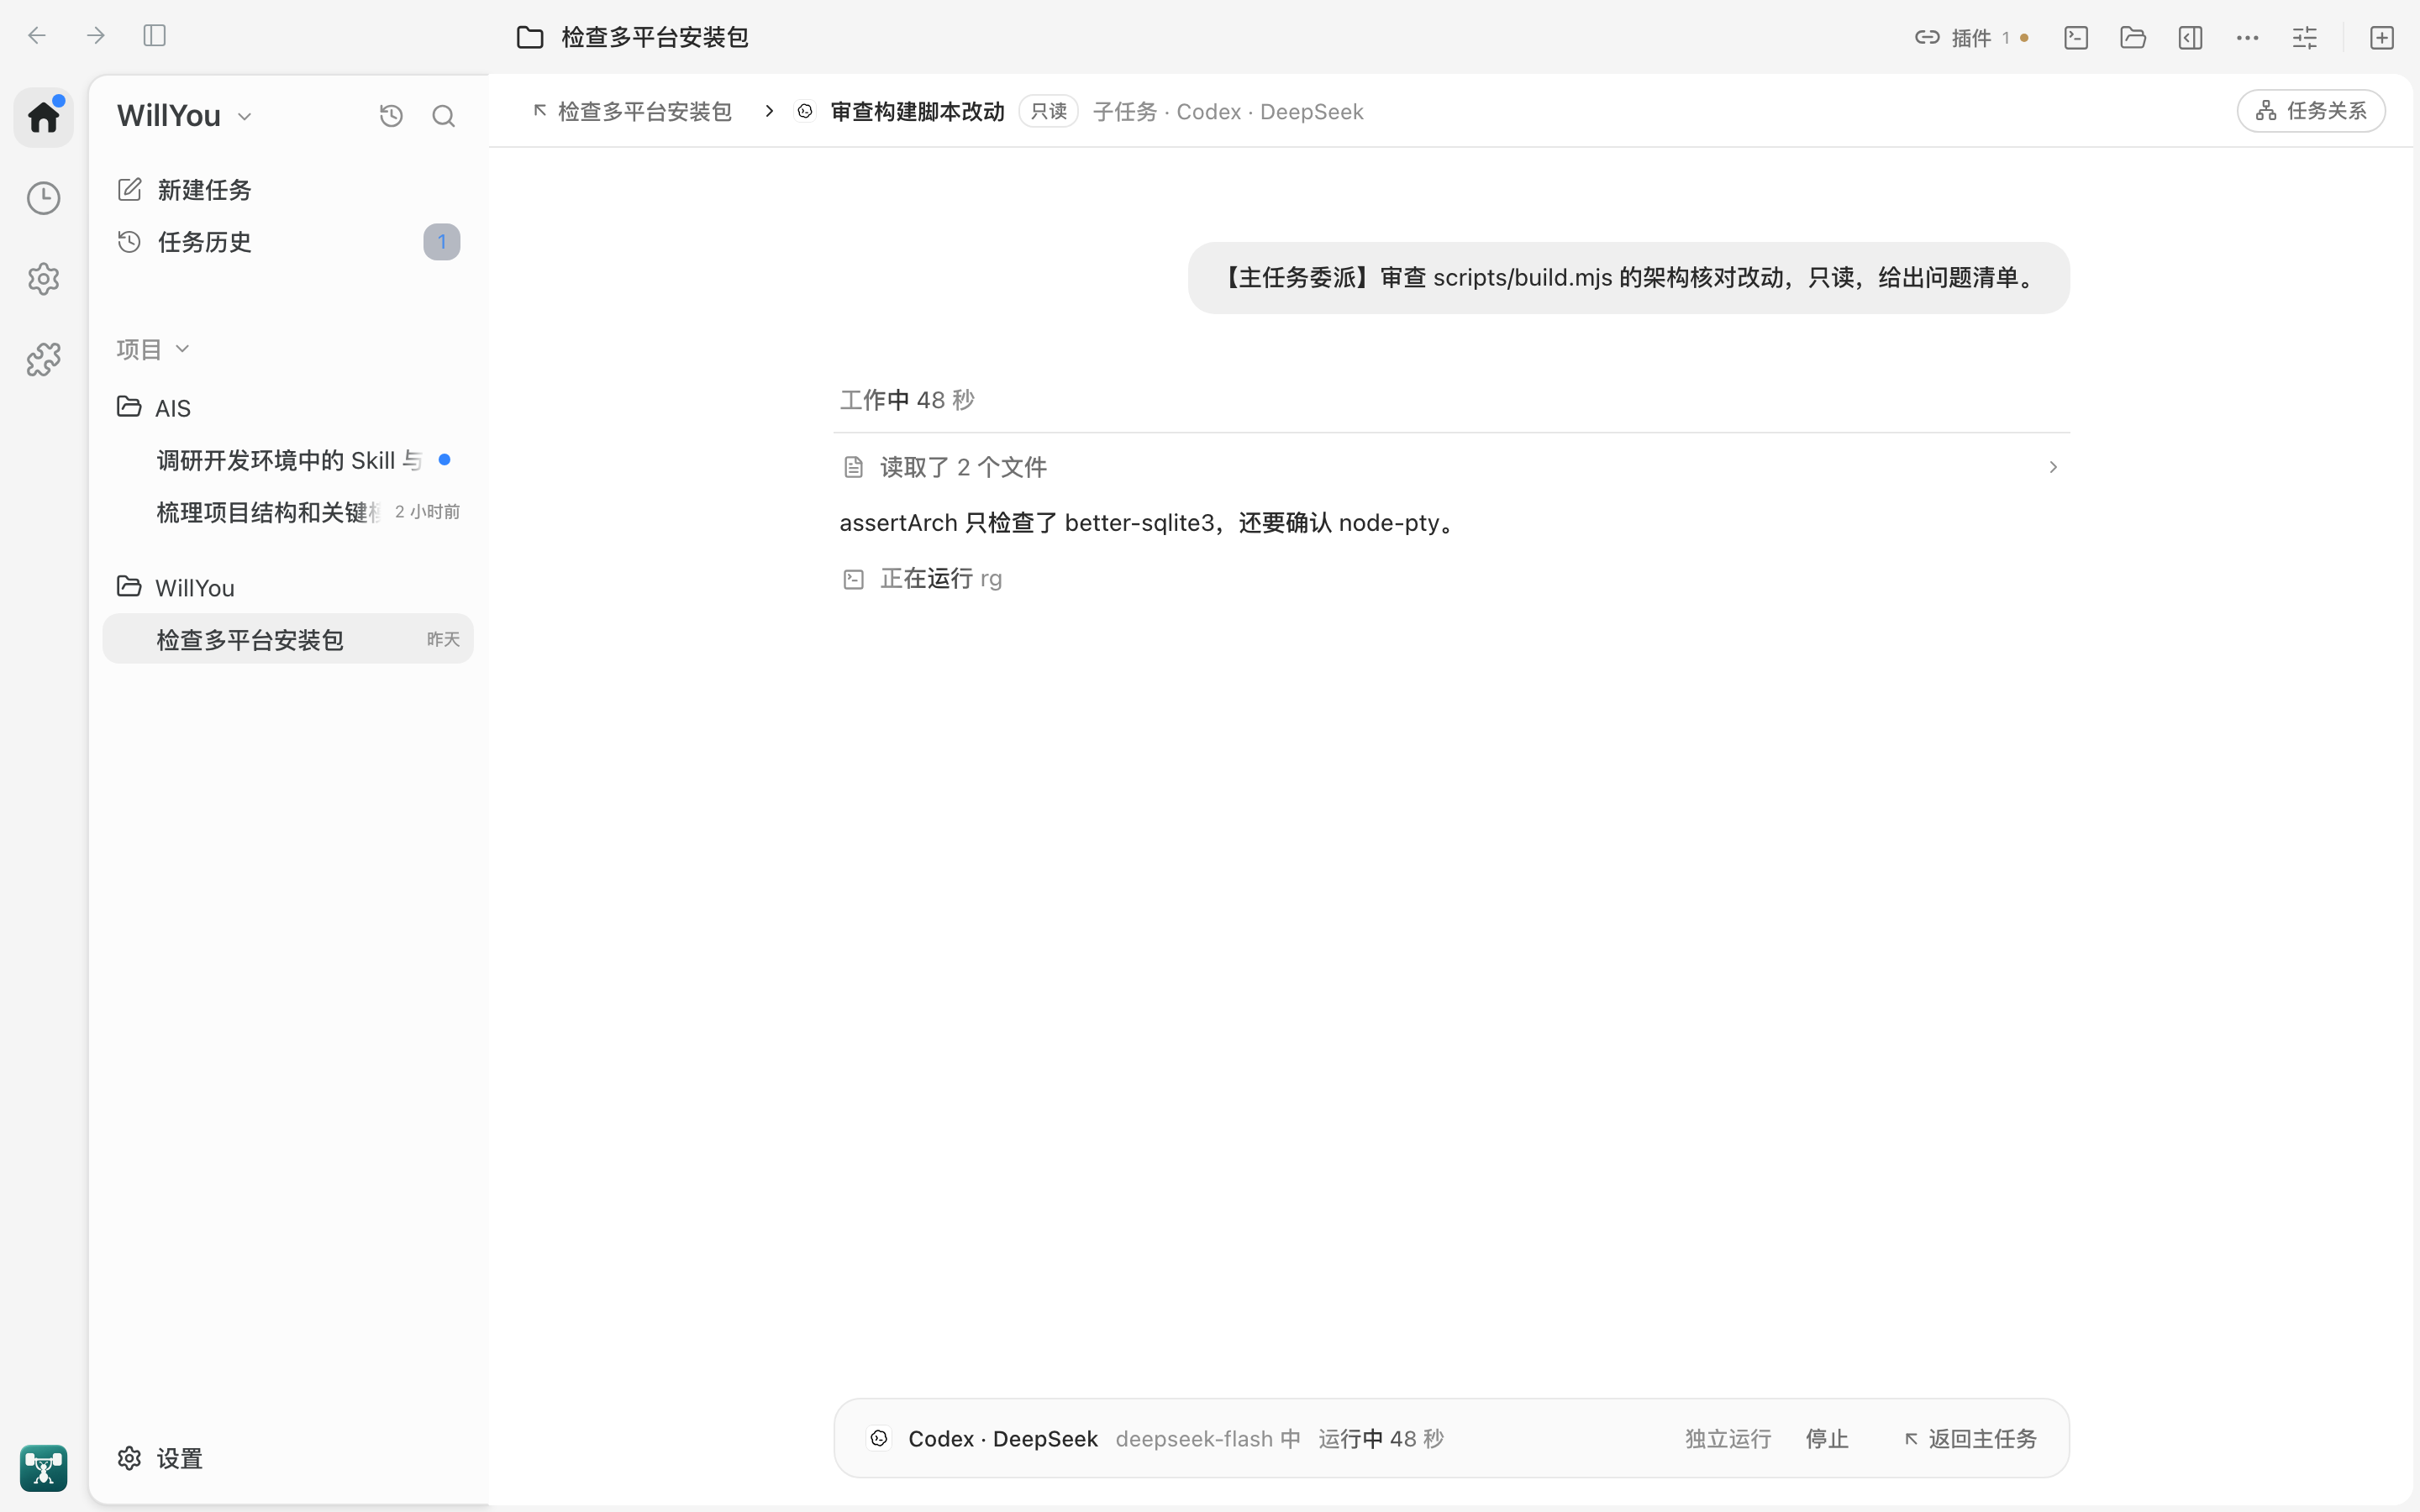 检查多平台安装包
插件 1
WillYou
新建任务
任务历史 1
项目
AIS
调研开发环境中的 Skill 与
梳理项目结构和关键 2 小时前
WillYou
检查多平台安装包 昨天
设置
检查多平台安装包 审查构建脚本改动 只读 子任务 · Codex · DeepSeek
任务关系
【主任务委派】审查 scripts/build.mjs 的架构核对改动，只读，给出问题清单。
工作中 48 秒
读取了 2 个文件
assertArch 只检查了 better-sqlite3，还要确认 node-pty。
正在运行 rg
Codex · DeepSeek deepseek-flash 中 运行中 48 秒 独立运行 停止 返回主任务